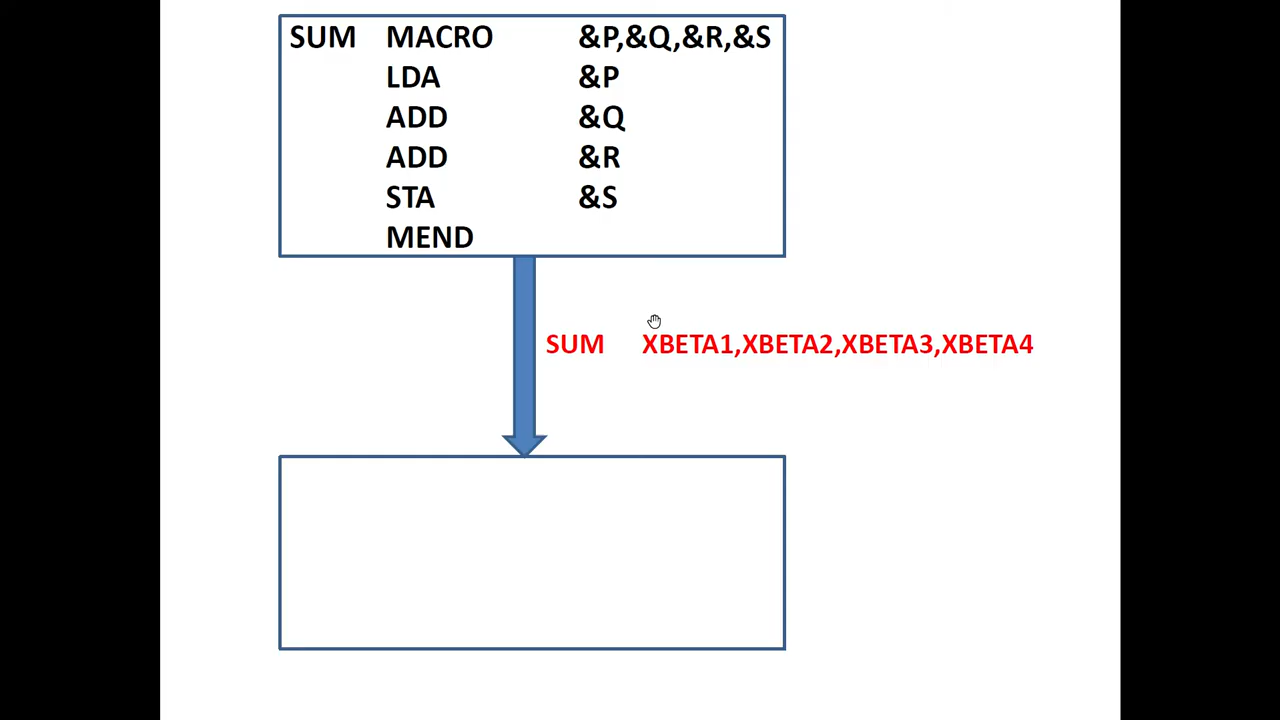 SUM MACRO &P,&Q,&R,&S
LDA &P
ADD &Q
ADD &R
STA &S
MEND
SUM XBETA1,XBETA2,XBETA3,XBETA4